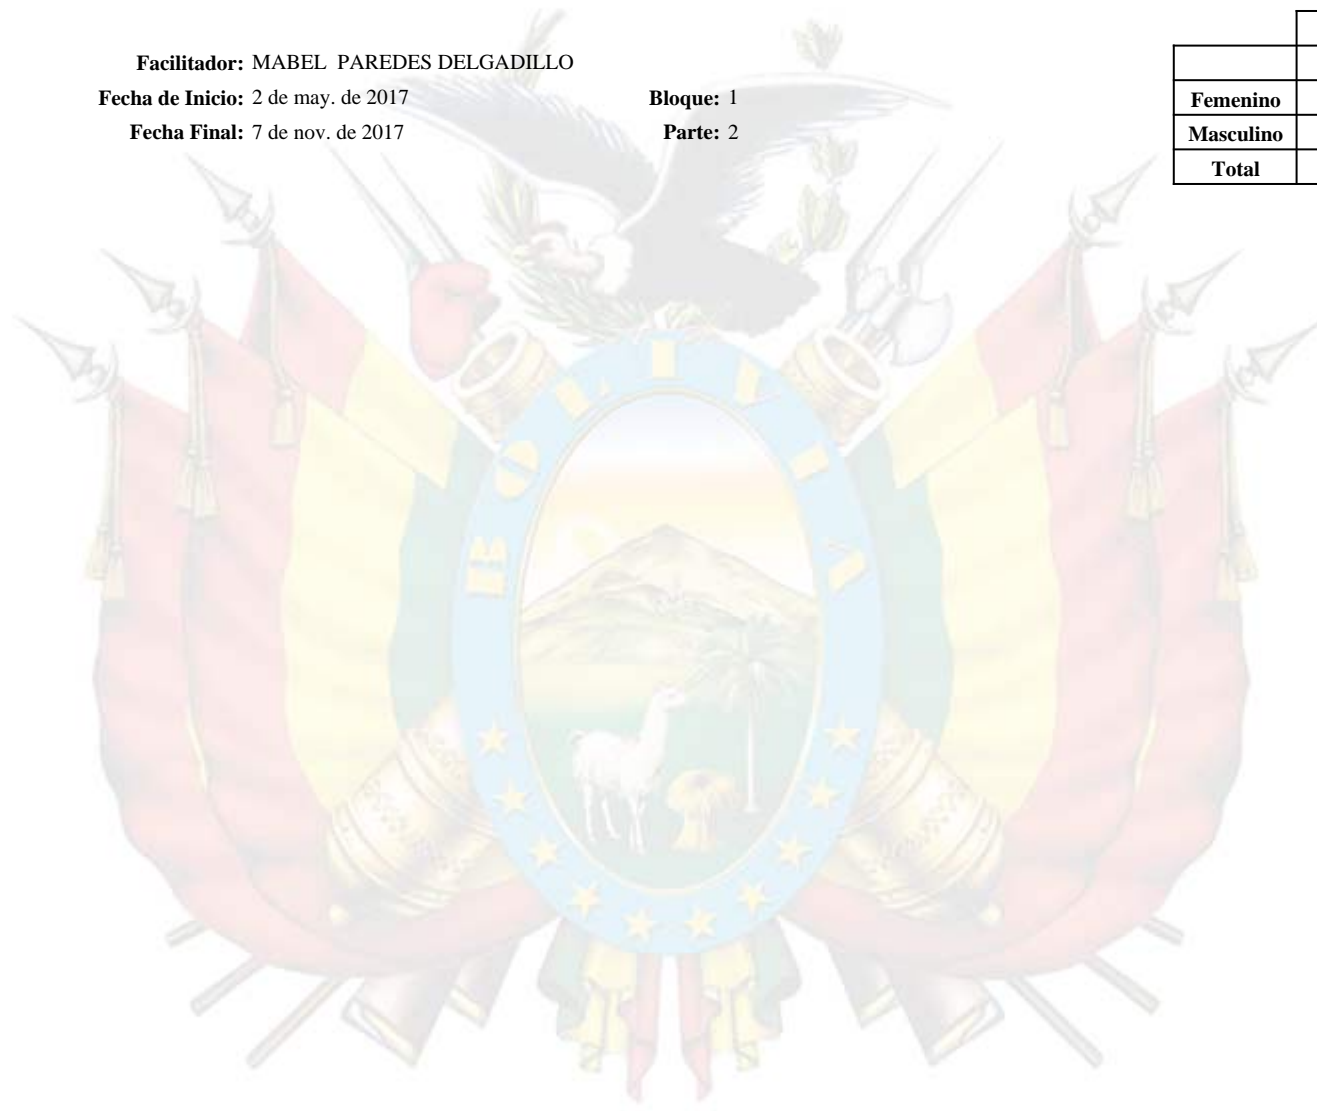 Facilitador: MABEL PAREDES DELGADILLO
Fecha de Inicio: 2 de may. de 2017 Bloque: 1
Fecha Final: 7 de nov. de 2017 Parte: 2
Femenino
Masculino
Total
BOLIVIA